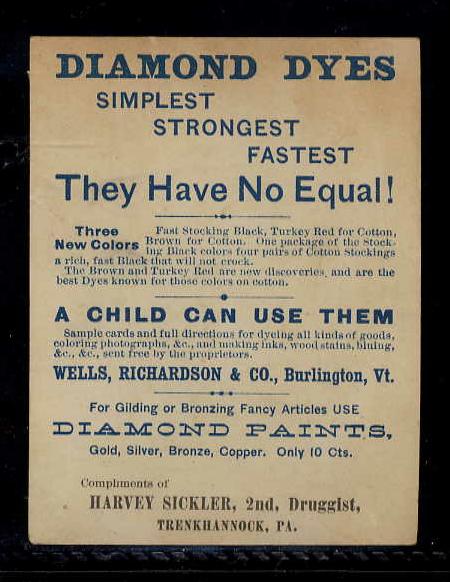 DIAMOND DYES
SIMPLEST
STRONGEST
FASTEST
They Have No Equal!
Three New Colors
Fast Stocking Black, Turkey Red for Cotton,
Brown for Cotton. One package of the Stock-
ing Black colors four pairs of Cotton Stockings
a rich, fast Black that will not crock.
The Brown and Turkey Red are new discoveries, and are the
best Dyes known for those colors on cotton.
A CHILD CAN USE THEM
Sample cards and full directions for dyeing all kinds of goods,
coloring photographs, &c., and making inks, wood stains, bluing,
&c., &c., sent free by the proprietors.
WELLS, RICHARDSON & CO., Burlington, Vt.
For Gilding or Bronzing Fancy Articles USE
DIAMOND PAINTS,
Gold, Silver, Bronze, Copper. Only 10 Cts.
Compliments of
HARVEY SICKLER, 2nd, Druggist,
TRENKHANNOCK, PA.